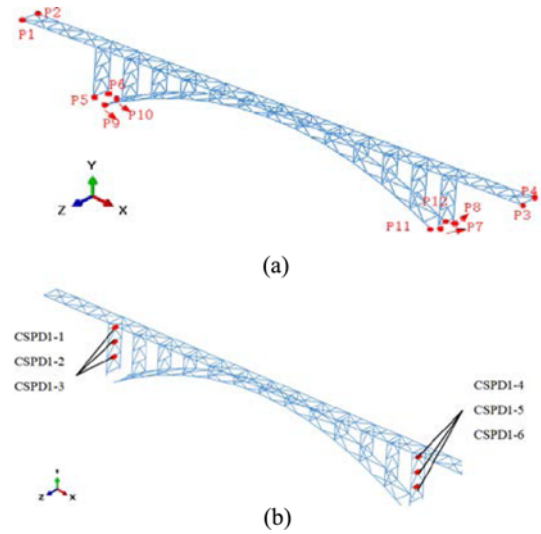 P2
P1
P6
P5
P10
P9
Y
Z X
P4
P3
P12
P8
P11
P7
(a)
CSPD1-1
CSPD1-2
CSPD1-3
CSPD1-4
CSPD1-5
CSPD1-6
Y
Z X
(b)